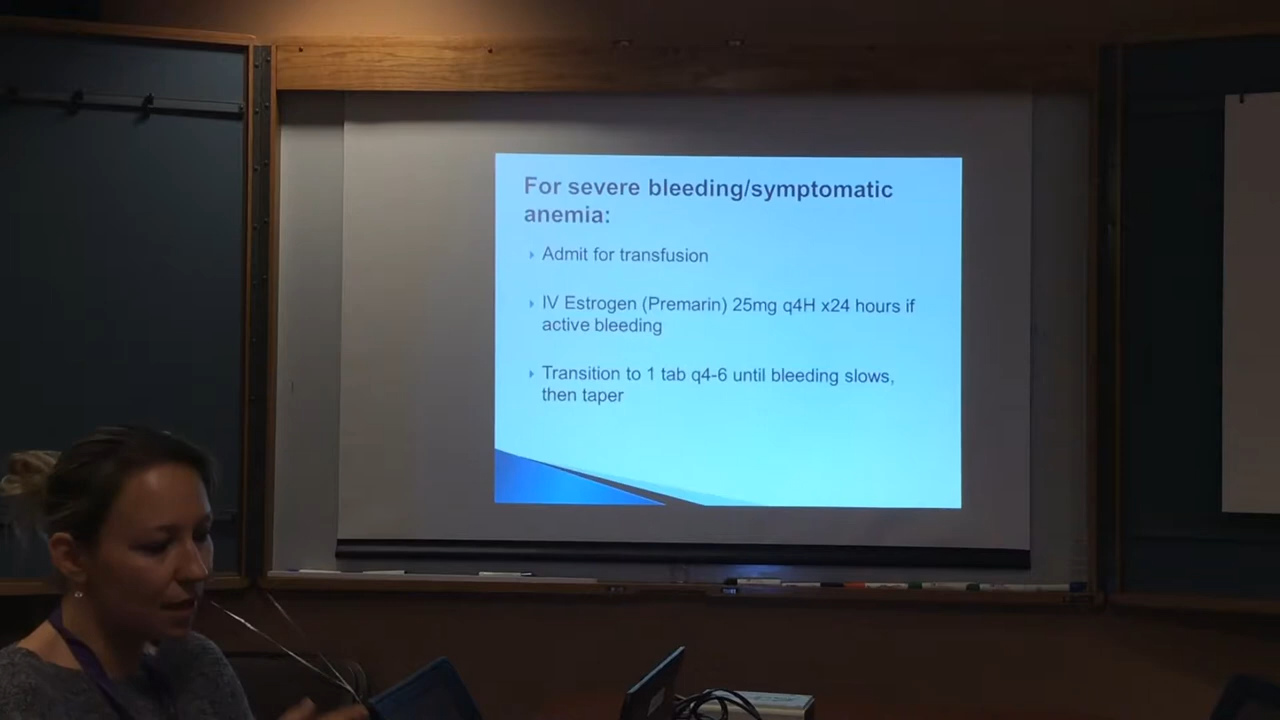 For severe bleeding/symptomatic
anemia:
Admit for transfusion
IV Estrogen (Premarin) 25mg q4H x24 hours if
active bleeding
Transition to 1 tab q4-6 until bleeding slows,
then taper